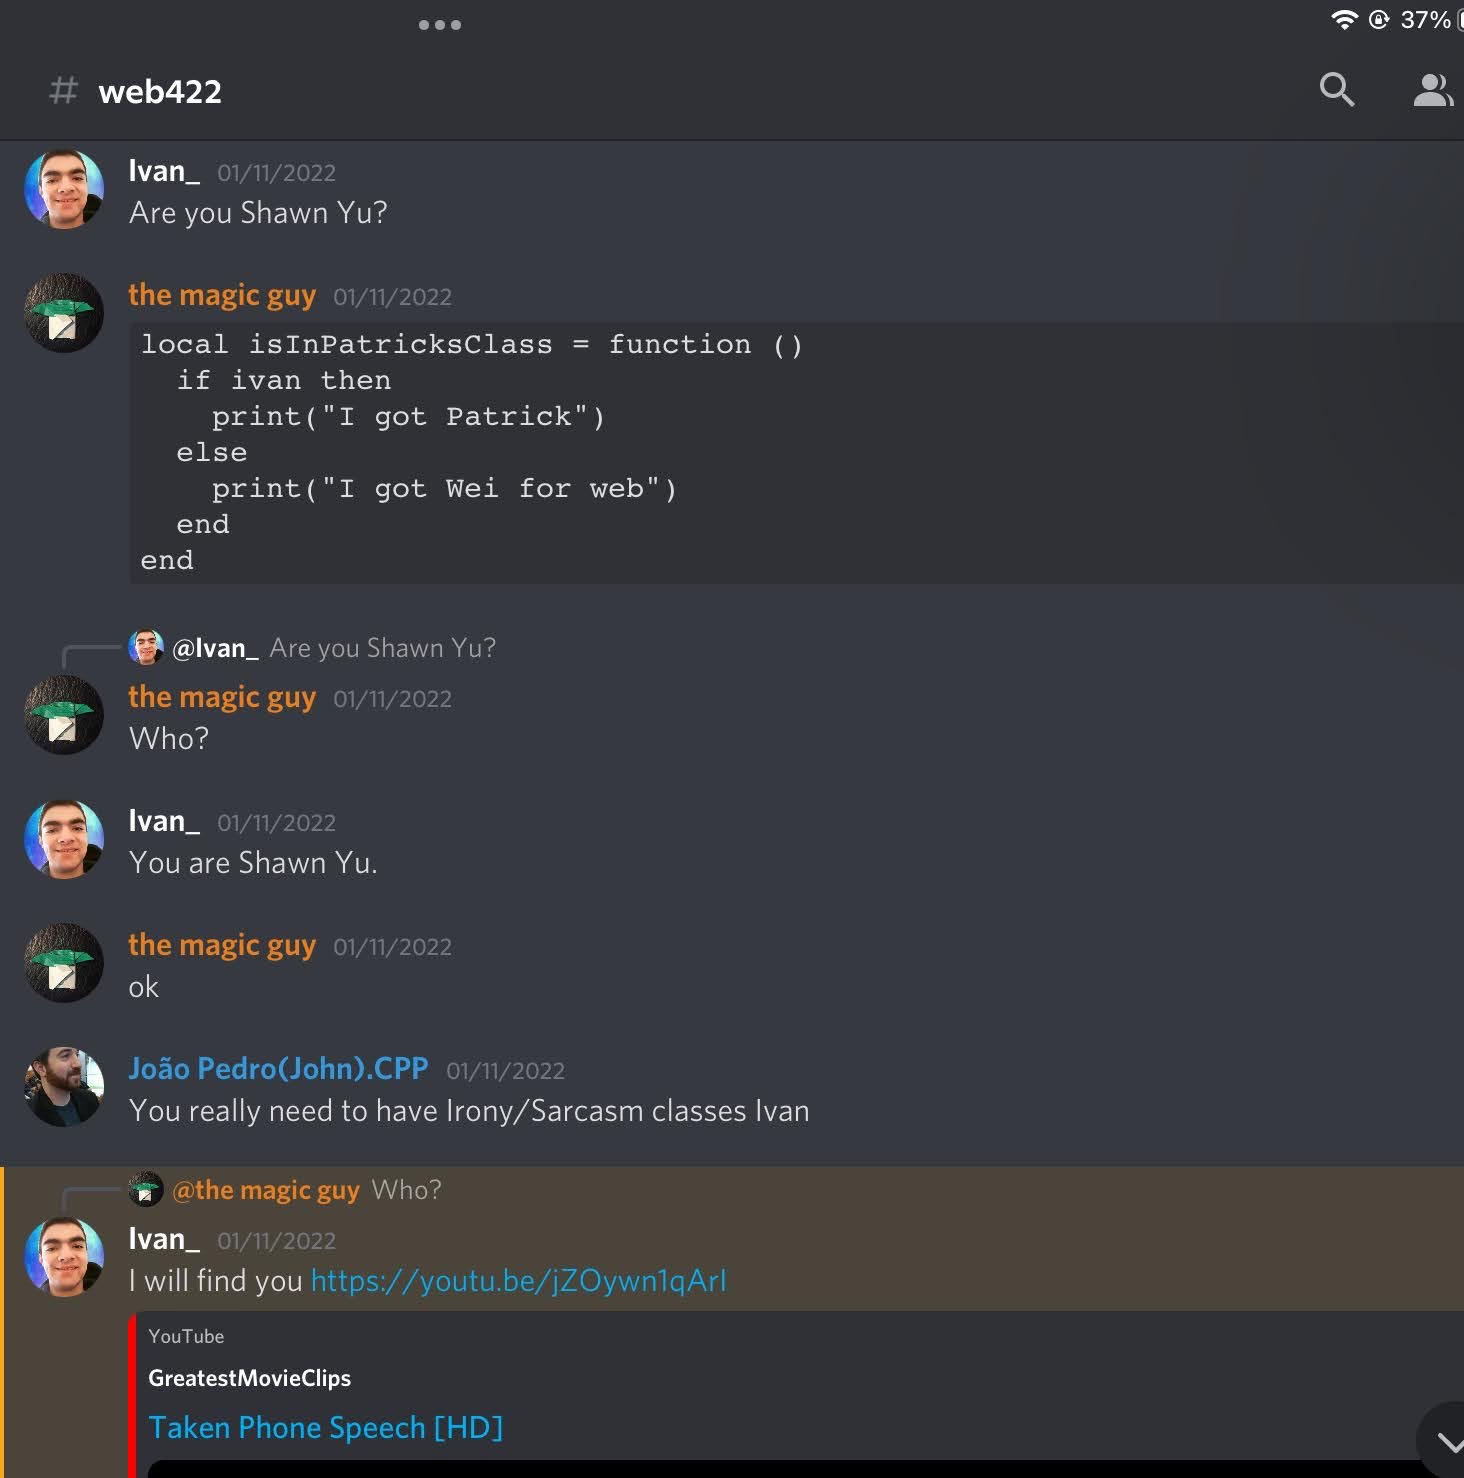 37%
# web422
Ivan_ 01/11/2022
Are you Shawn Yu?
the magic guy 01/11/2022
local isInPatricksClass = function ()
  if ivan then
    print("I got Patrick")
  else
    print("I got Wei for web")
  end
end
@Ivan_ Are you Shawn Yu?
the magic guy 01/11/2022
Who?
Ivan_ 01/11/2022
You are Shawn Yu.
the magic guy 01/11/2022
ok
João Pedro(John).CPP 01/11/2022
You really need to have Irony/Sarcasm classes Ivan
@the magic guy Who?
Ivan_ 01/11/2022
I will find you https://youtu.be/jZOywn1qArI
YouTube
GreatestMovieClips
Taken Phone Speech [HD]